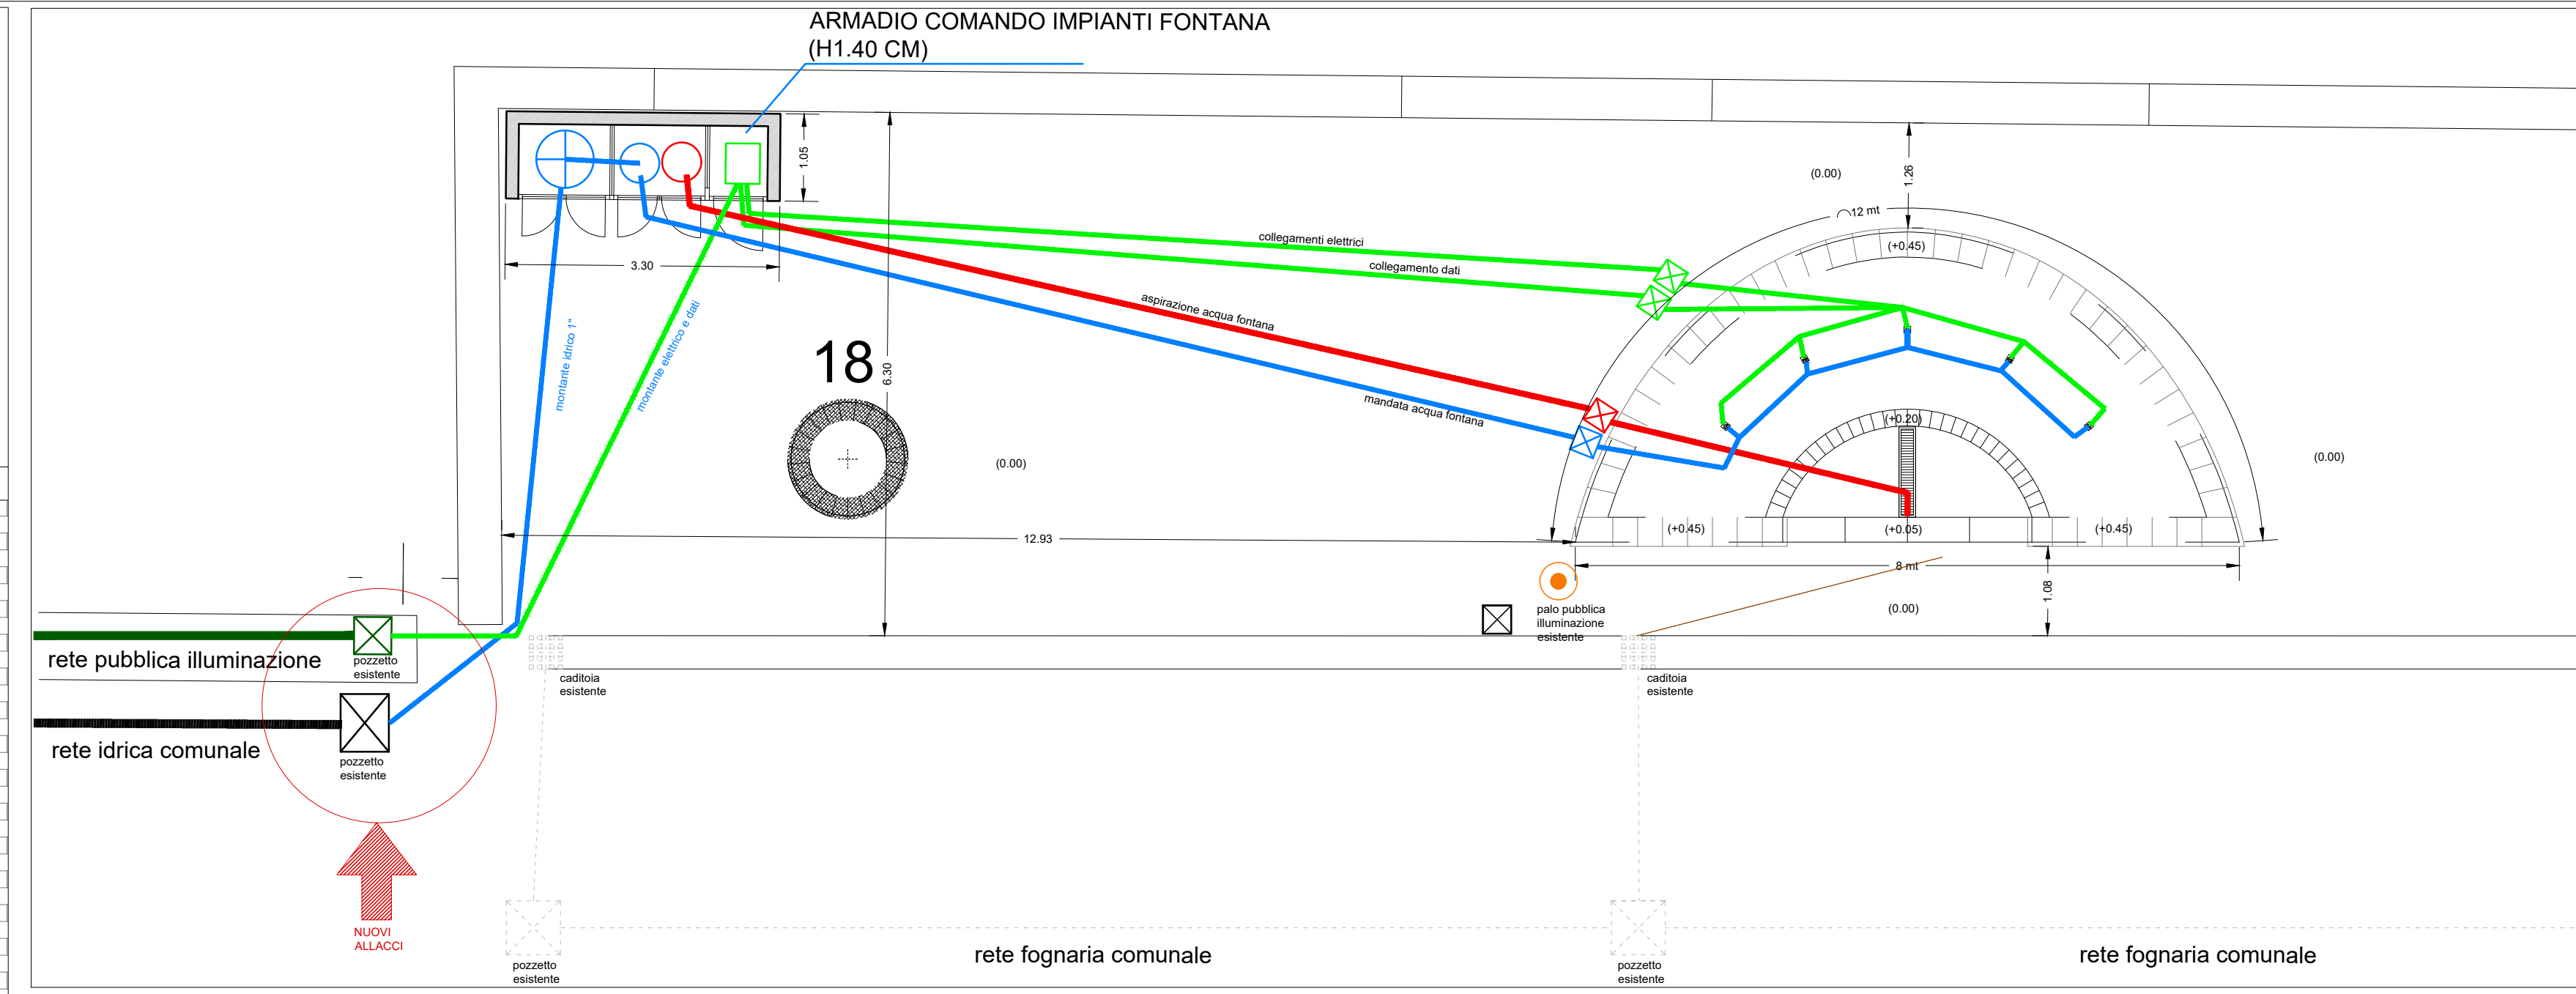 ARMADIO COMANDO IMPIANTI FONTANA
(H1.40 CM)
1.05
1.26
(0.00)
12 mt
(+0.45)
collegamenti elettrici
collegamento dati
3.30
aspirazione acqua fontana
mandata acqua fontana
montante idrico 1"
montante elettrico e dati
18
6.30
(0.00)
(+0.20)
(0.00)
(+0.45)
(+0.05)
(+0.45)
12.93
8 mt
1.08
(0.00)
palo pubblica
illuminazione
esistente
rete pubblica illuminazione
pozzetto
esistente
caditoia
esistente
caditoia
esistente
rete idrica comunale
pozzetto
esistente
NUOVI
ALLACCI
rete fognaria comunale
rete fognaria comunale
pozzetto
esistente
pozzetto
esistente